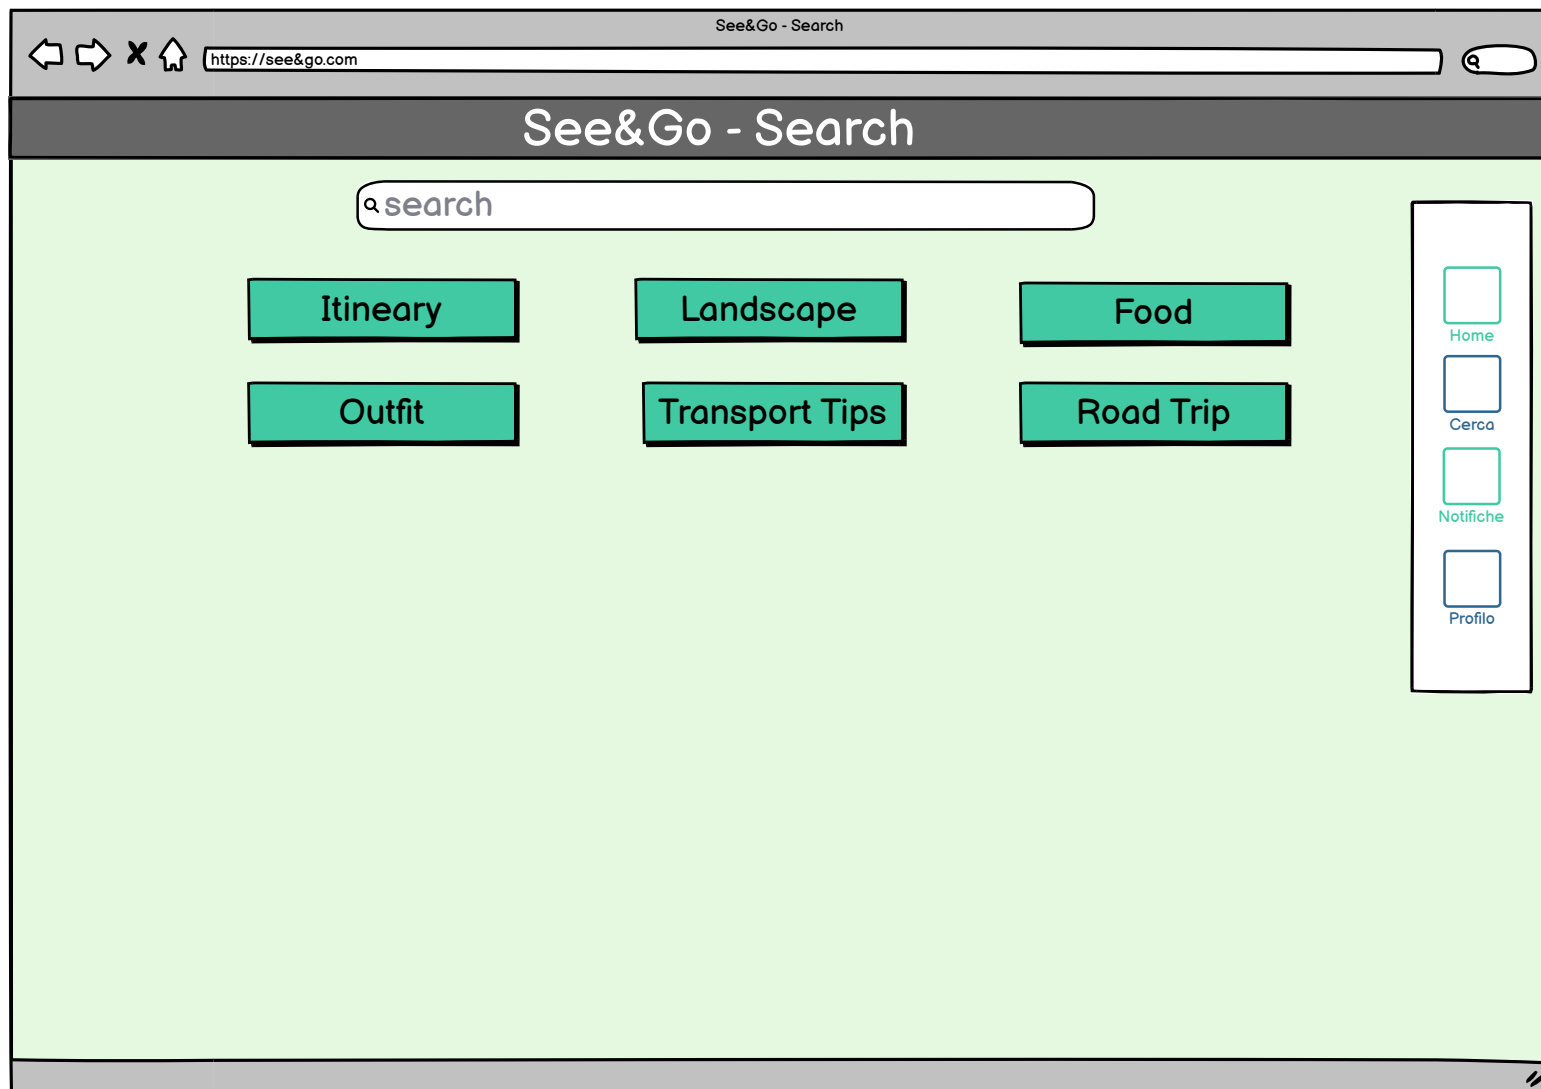 See&Go - Search
https://see&go.com
See&Go - Search
search
Itineary
Landscape
Food
Outfit
Transport Tips
Road Trip
Home
Cerca
Notifiche
Profilo